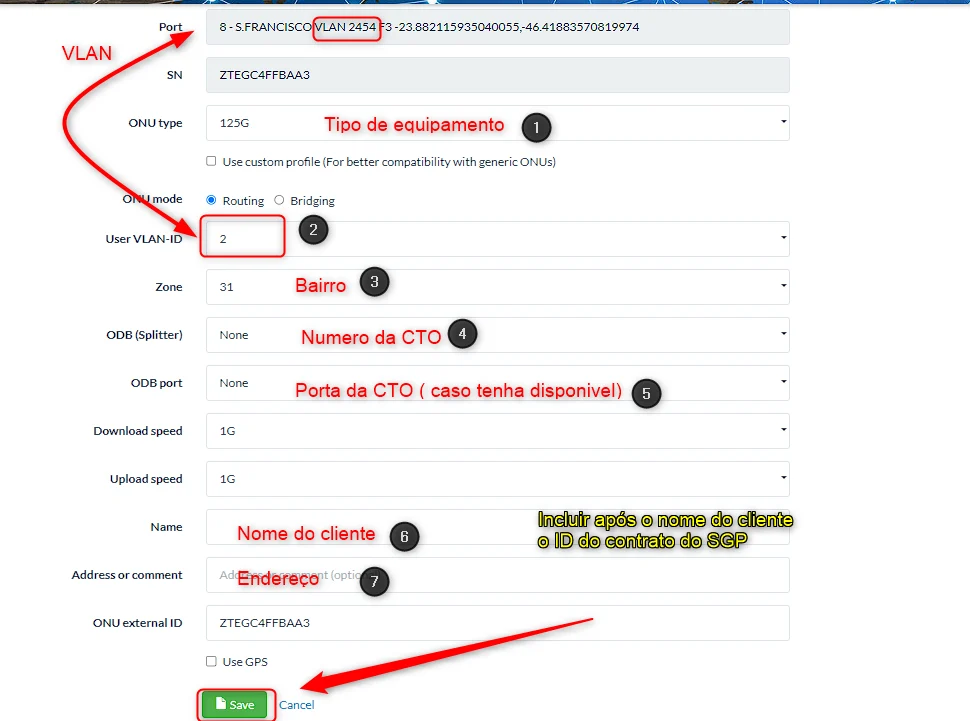 Port 8 - S.FRANCISCO VLAN 2454 F3 -23.882115935040055,-46.41883570819974
VLAN
SN ZTEGC4FFBAA3
ONU type 125G Tipo de equipamento 1
Use custom profile (For better compatibility with generic ONUs)
ONU mode Routing Bridging
2
User VLAN-ID 2
Zone 31 Bairro 3
ODB (Splitter) None Numero da CTO 4
ODB port None Porta da CTO ( caso tenha disponivel) 5
Download speed 1G
Upload speed 1G
Name Nome do cliente 6
Incluir após o nome do cliente
o ID do contrato do SGP
Address or comment Address or comment (optional) Endereço 7
ONU external ID ZTEGC4FFBAA3
Use GPS
Save Cancel